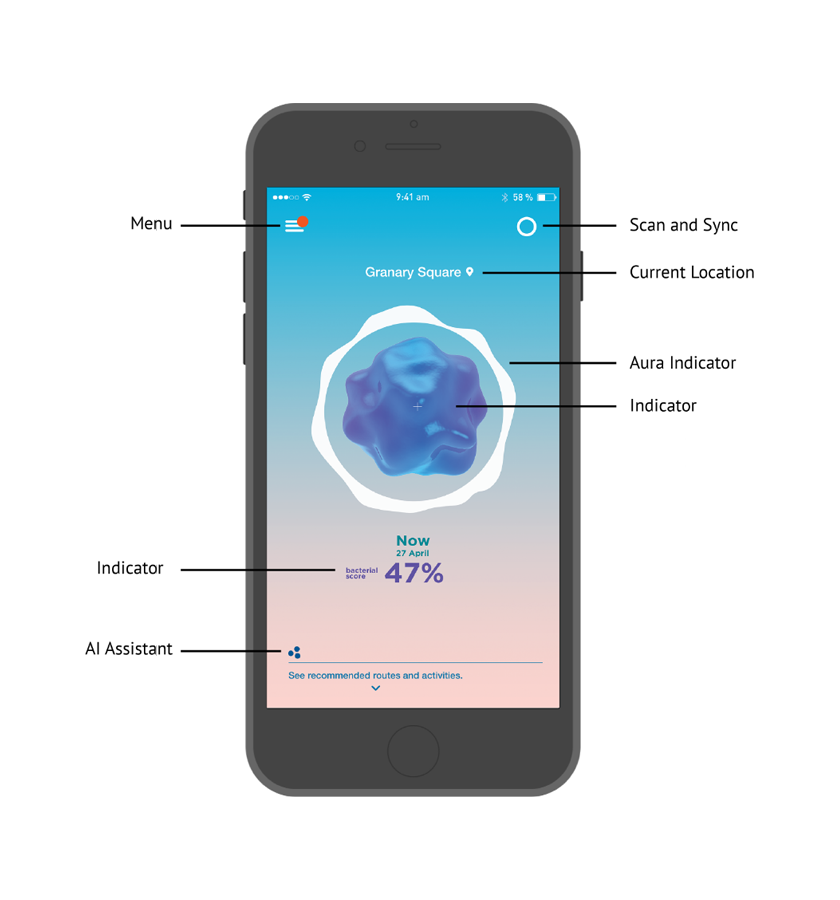 9:41 am
58 %
Menu
Scan and Sync
Granary Square
Current Location
Aura Indicator
Indicator
Now
27 April
Indicator
bacterial
score
47%
AI Assistant
See recommended routes and activities.